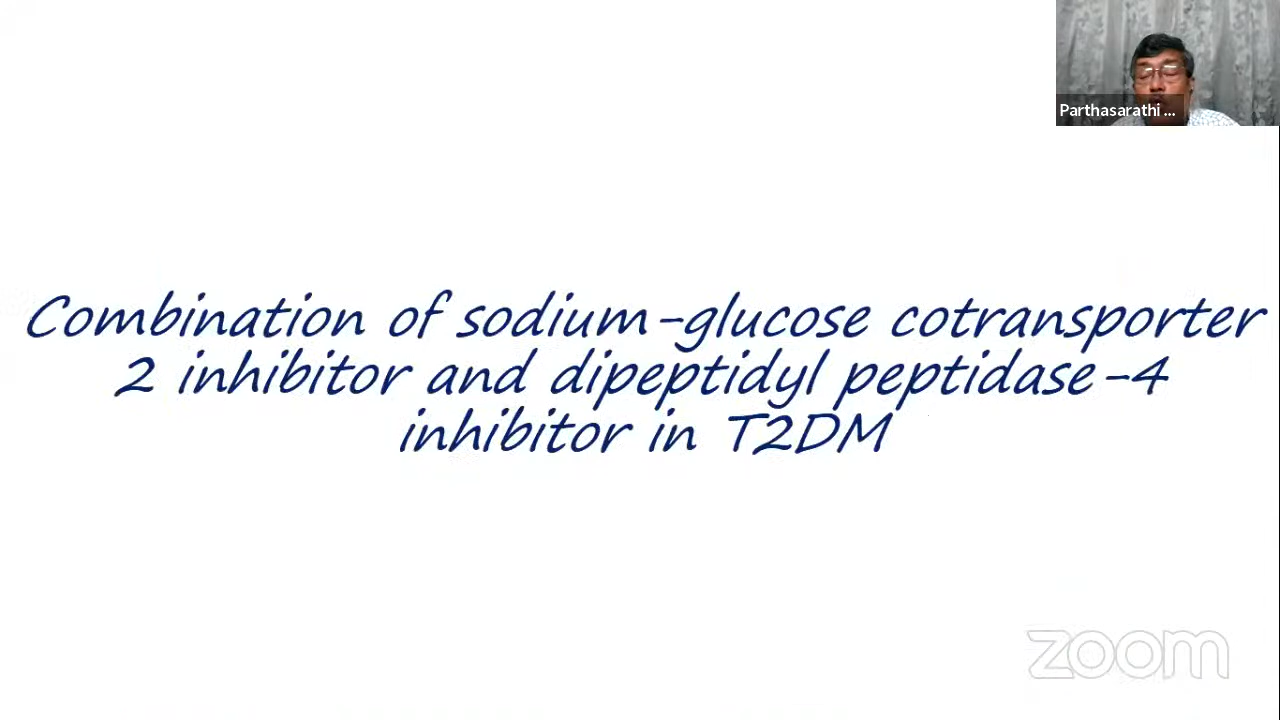 Parthasarathi ...
Combination of sodium-glucose cotransporter
2 inhibitor and dipeptidyl peptidase-4
inhibitor in T2DM
zoom